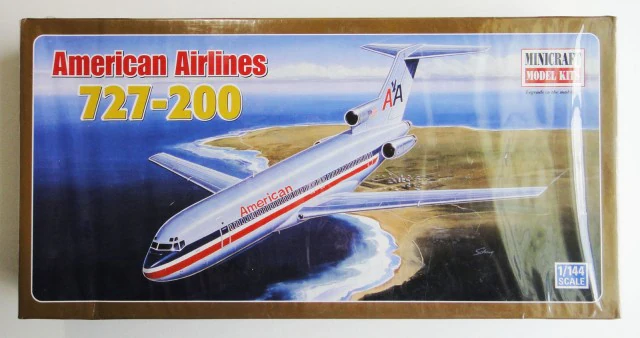 American Airlines
727-200
MINICRAFT
MODEL KITS
AA
American
1/144
SCALE